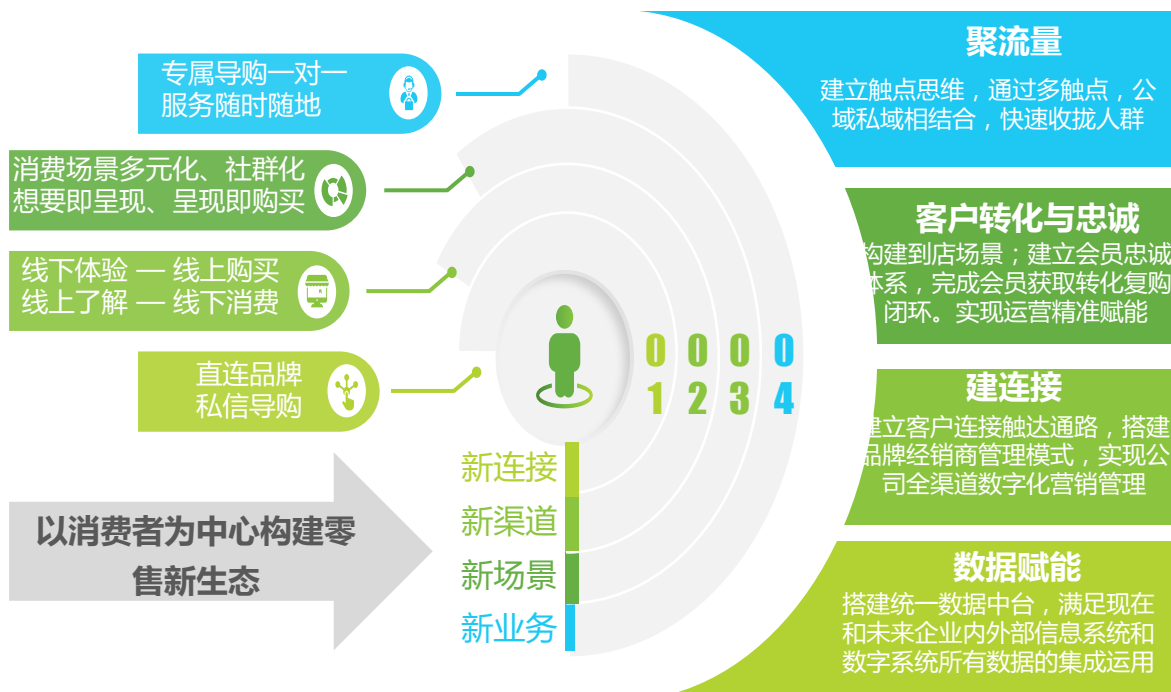 专属导购一对一
服务随时随地
消费场景多元化、社群化
想要即呈现、呈现即购买
线下体验 — 线上购买
线上了解 — 线下消费
直连品牌
私信导购
以消费者为中心构建零
售新生态
新连接
新渠道
新场景
新业务
01
02
03
04
聚流量
建立触点思维，通过多触点，公
域私域相结合，快速收拢人群
客户转化与忠诚
构建到店场景；建立会员忠诚
体系，完成会员获取转化复购
闭环。实现运营精准赋能
建连接
建立客户连接触达通路，搭建
品牌经销商管理模式，实现公
司全渠道数字化营销管理
数据赋能
搭建统一数据中台，满足现在
和未来企业内外部信息系统和
数字系统所有数据的集成运用